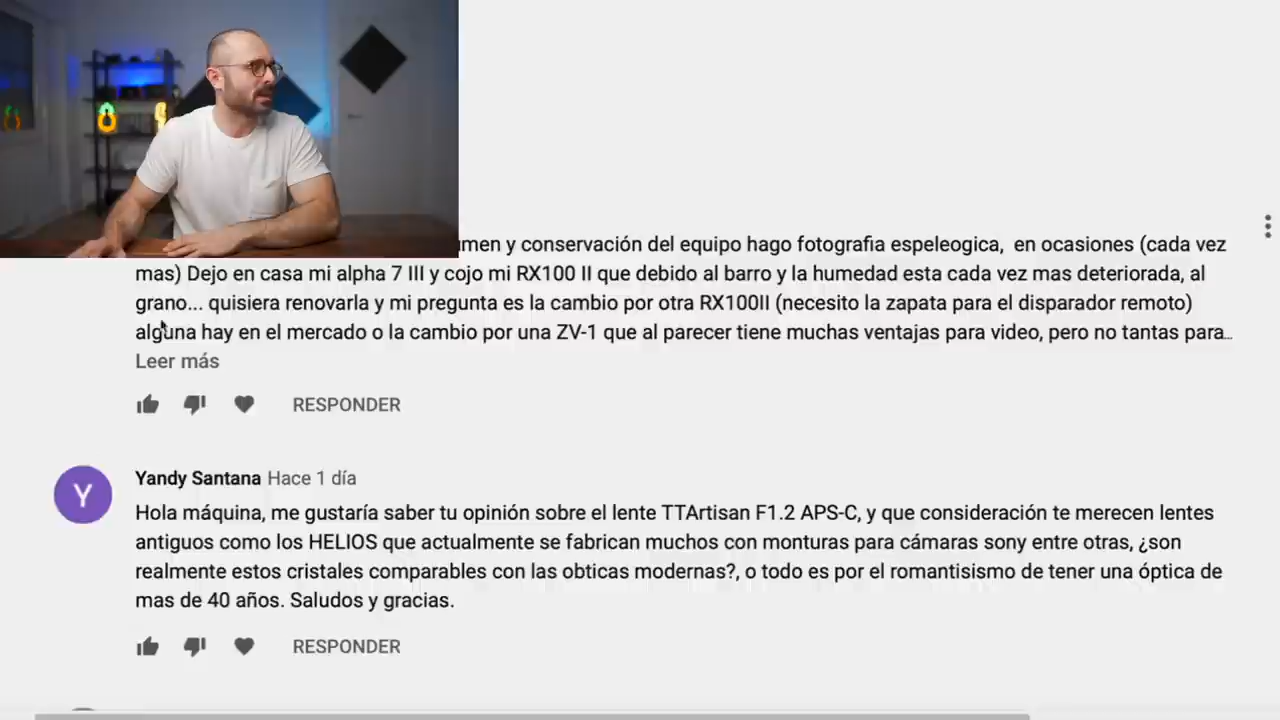 y conservación del equipo hago fotografia espeleogica, en ocasiones (cada vez
mas) Dejo en casa mi alpha 7 III y cojo mi RX100 II que debido al barro y la humedad esta cada vez mas deteriorada, al
grano... quisiera renovarla y mi pregunta es la cambio por otra RX100II (necesito la zapata para el disparador remoto)
alguna hay en el mercado o la cambio por una ZV-1 que al parecer tiene muchas ventajas para video, pero no tantas para...
Leer más
RESPONDER
Y
Yandy Santana Hace 1 día
Hola máquina, me gustaría saber tu opinión sobre el lente TTArtisan F1.2 APS-C, y que consideración te merecen lentes
antiguos como los HELIOS que actualmente se fabrican muchos con monturas para cámaras sony entre otras, ¿son
realmente estos cristales comparables con las obticas modernas?, o todo es por el romantisismo de tener una óptica de
mas de 40 años. Saludos y gracias.
RESPONDER